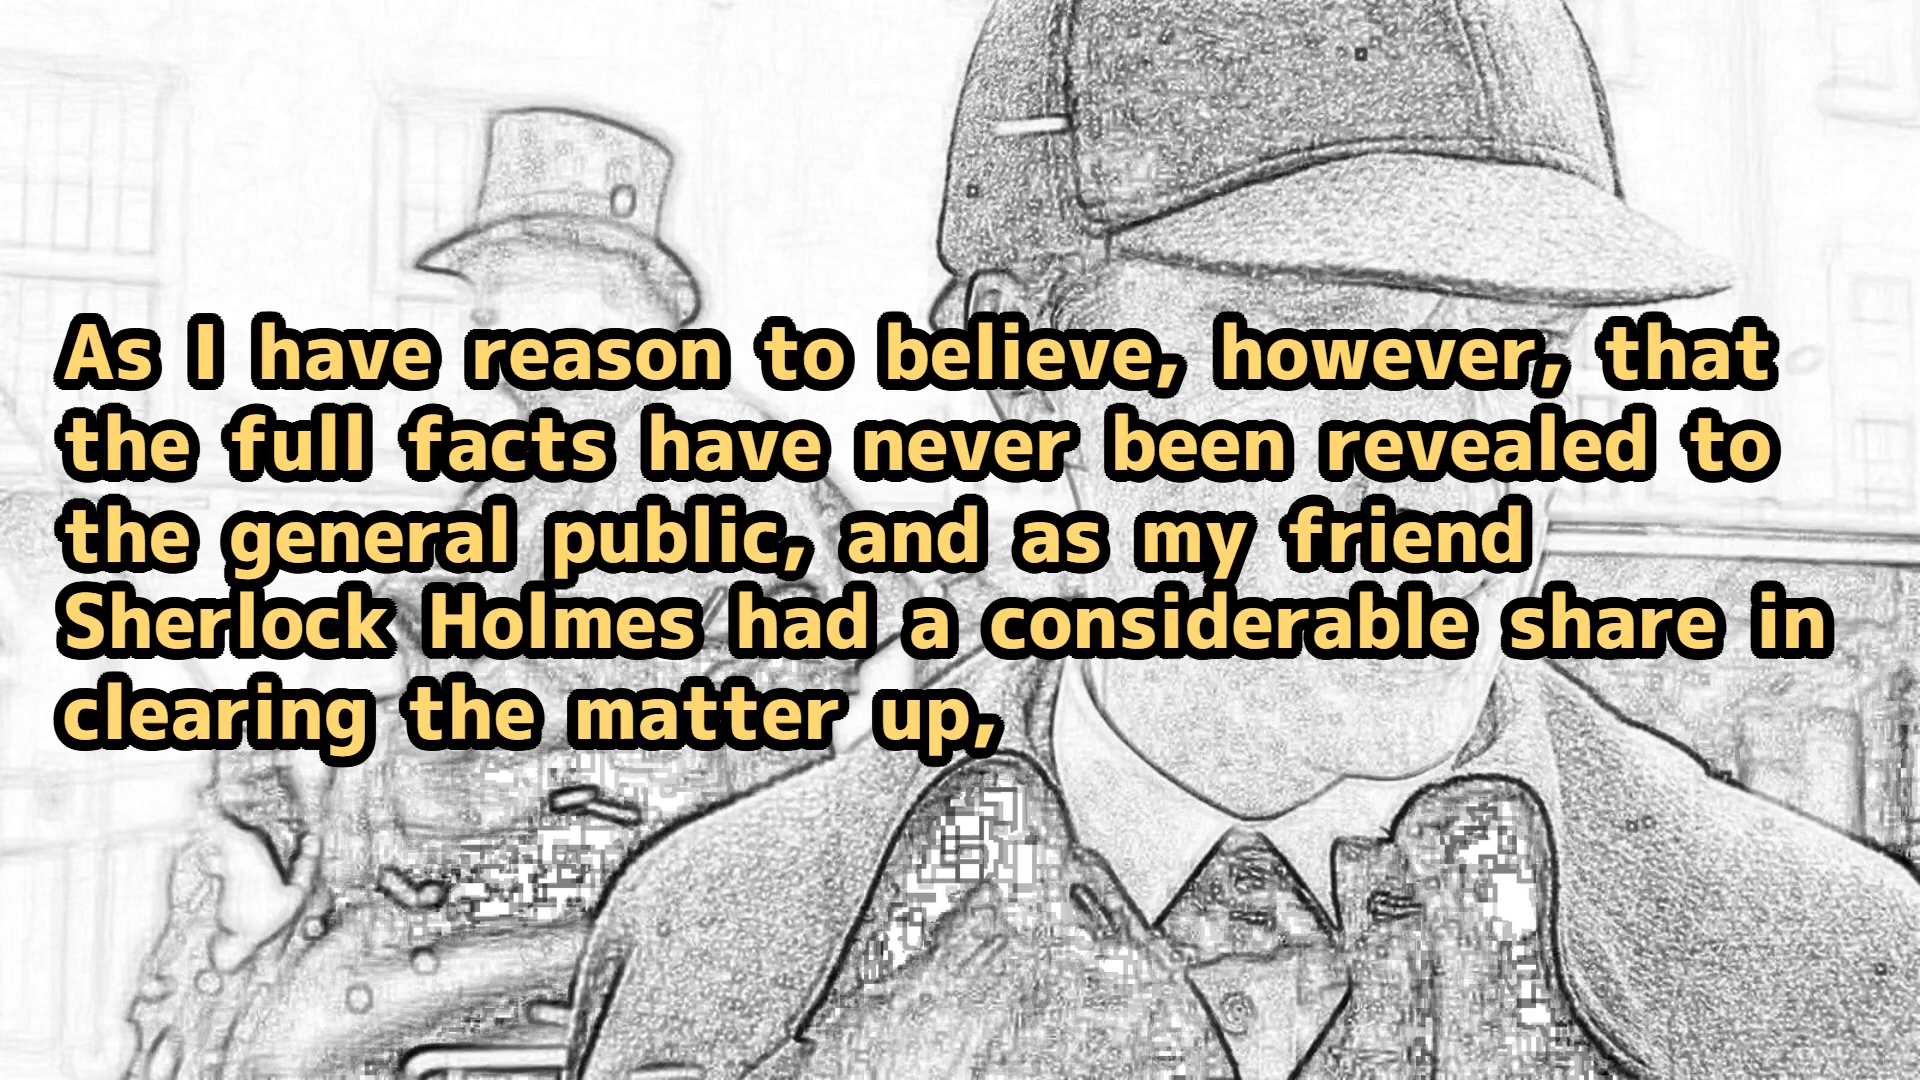 As I have reason to believe, however, that
the full facts have never been revealed to
the general public, and as my friend
Sherlock Holmes had a considerable share in
clearing the matter up,